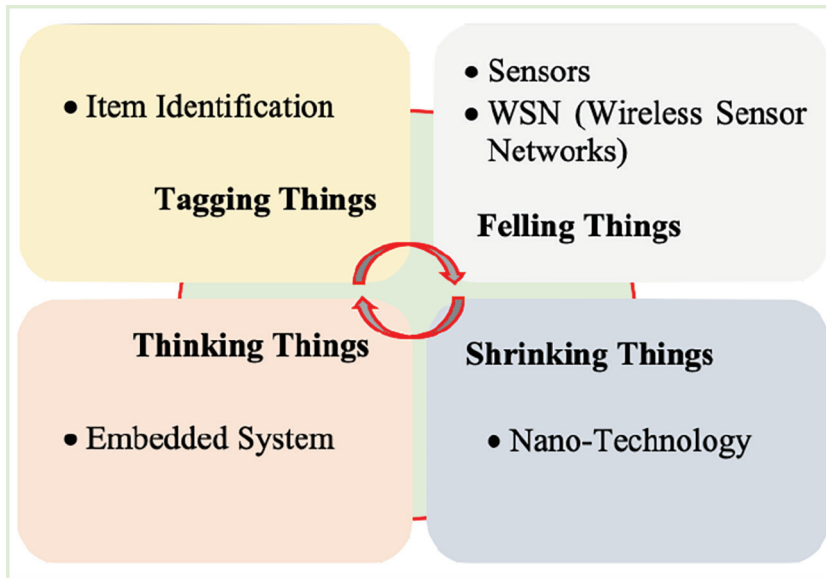 • Item Identification
Tagging Things
• Sensors
• WSN (Wireless Sensor
Networks)
Felling Things
Thinking Things
• Embedded System
Shrinking Things
• Nano-Technology